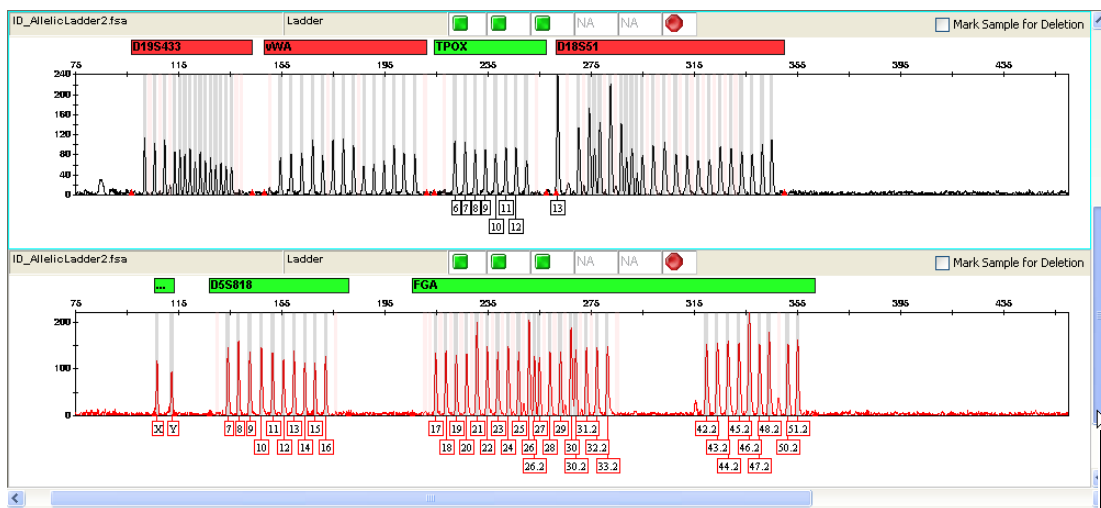 ID_AllelicLadder2.fsa Ladder NA NA Mark Sample for Deletion
D19S433 vWA TPOX D18S51
75 115 155 195 235 275 315 355 395 435
240
200
160
120
80
40
0
6 7 8 9 11 13
10 12
ID_AllelicLadder2.fsa Ladder NA NA Mark Sample for Deletion
... D5S818 FGA
75 115 155 195 235 275 315 355 395 435
200
100
0
X Y 7 8 9 11 13 15 17 19 21 23 25 27 29 31.2 42.2 45.2 48.2 51.2
10 12 14 16 18 20 22 24 26 28 30 32.2 43.2 46.2 50.2
26.2 30.2 33.2 44.2 47.2